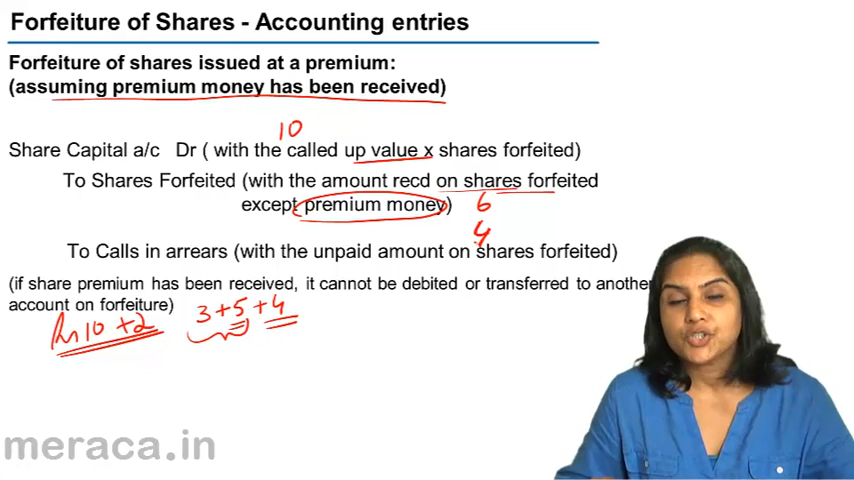 Forfeiture of Shares - Accounting entries
Forfeiture of shares issued at a premium:
(assuming premium money has been received)
10
Share Capital a/c Dr ( with the called up value x shares forfeited)
To Shares Forfeited (with the amount recd on shares forfeited
except premium money)
6
4
To Calls in arrears (with the unpaid amount on shares forfeited)
(if share premium has been received, it cannot be debited or transferred to another
account on forfeiture)
10 +2 3+5+4
meraca.in